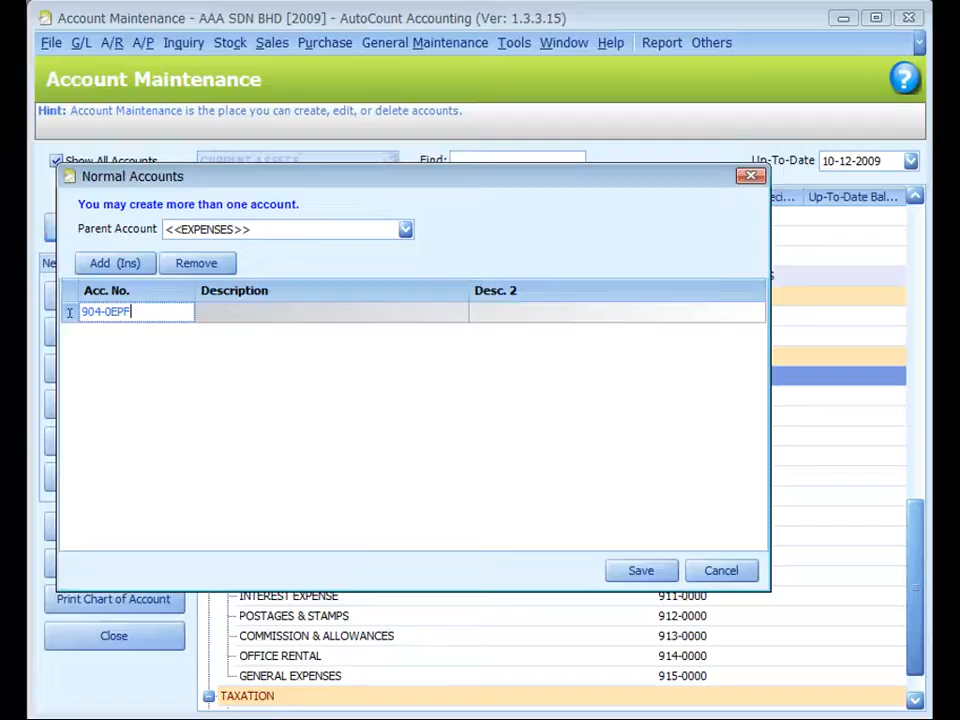 Account Maintenance - AAA SDN BHD [2009] - AutoCount Accounting (Ver: 1.3.3.15)
File G/L A/R A/P Inquiry Stock Sales Purchase General Maintenance Tools Window Help Report Others
Account Maintenance
Hint: Account Maintenance is the place you can create, edit, or delete accounts.
Show All Accounts CURRENT ASSETS Find: Up-To-Date 10-12-2009
Normal Accounts
Up-To-Date Bal...
You may create more than one account.
Parent Account <<EXPENSES>>
Add (Ins) Remove
Acc. No. Description Desc. 2
904-0EPF
Save Cancel
INTEREST EXPENSE 911-0000
Print Chart of Account
POSTAGES & STAMPS 912-0000
Close
COMMISSION & ALLOWANCES 913-0000
OFFICE RENTAL 914-0000
GENERAL EXPENSES 915-0000
TAXATION